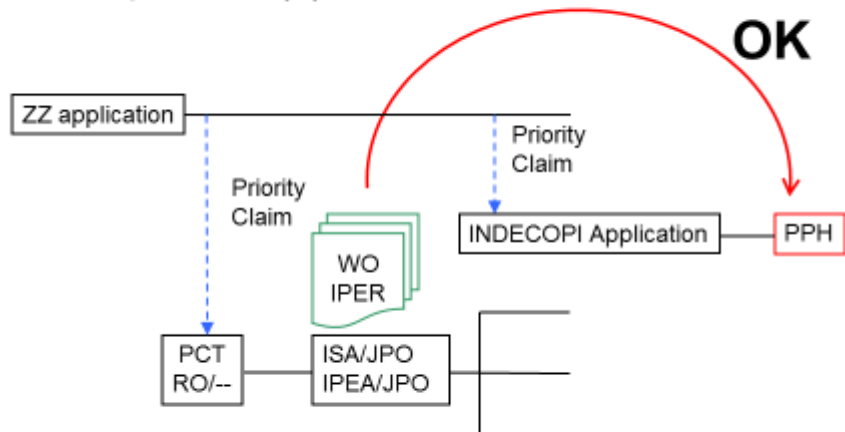 OK
ZZ application
Priority
Claim
Priority
Claim
INDECOPI Application
PPH
WO
IPER
PCT
RO/--
ISA/JPO
IPEA/JPO